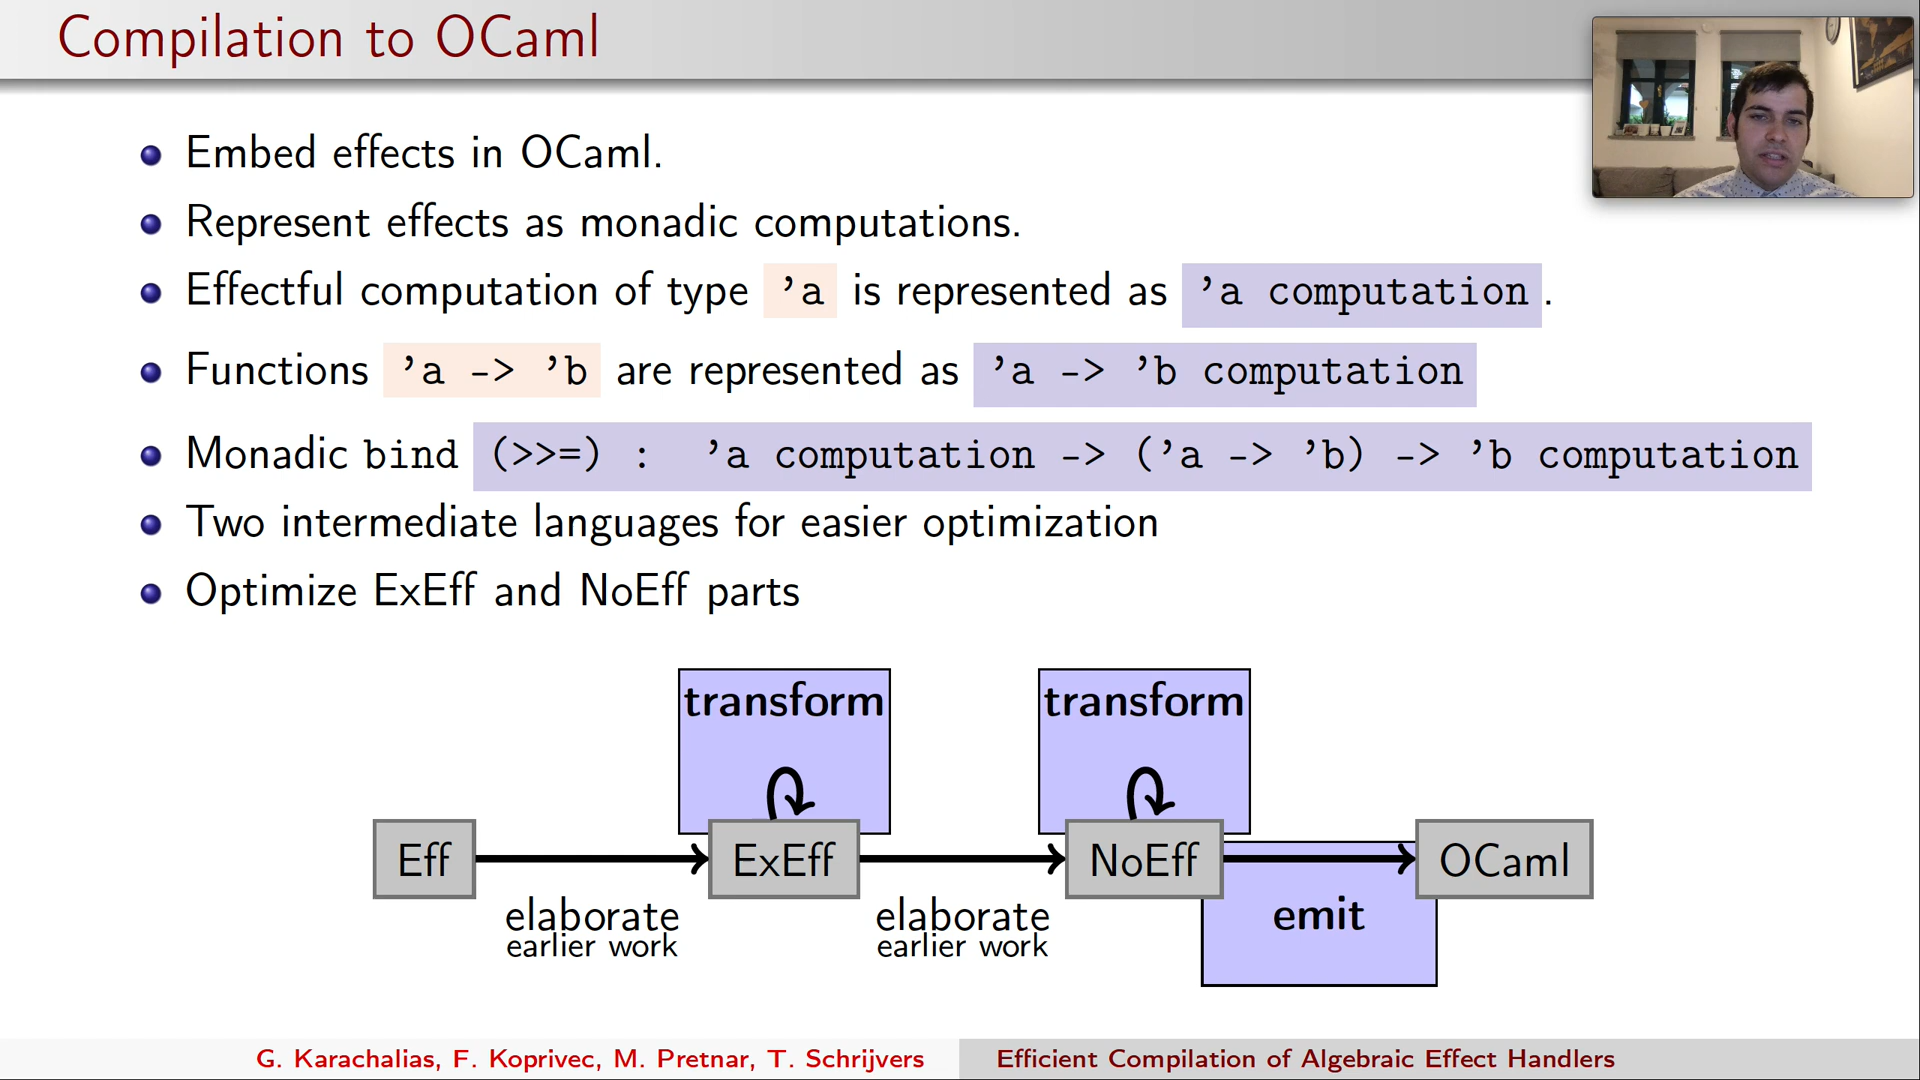 Compilation to OCaml
Embed effects in OCaml.
Represent effects as monadic computations.
Effectful computation of type 'a is represented as 'a computation .
Functions 'a -> 'b are represented as 'a -> 'b computation
Monadic bind (>>=) : 'a computation -> ('a -> 'b) -> 'b computation
Two intermediate languages for easier optimization
Optimize ExEff and NoEff parts
transform transform
Eff ExEff NoEff OCaml
elaborate elaborate emit
earlier work earlier work
G. Karachalias, F. Koprivec, M. Pretnar, T. Schrijvers Efficient Compilation of Algebraic Effect Handlers